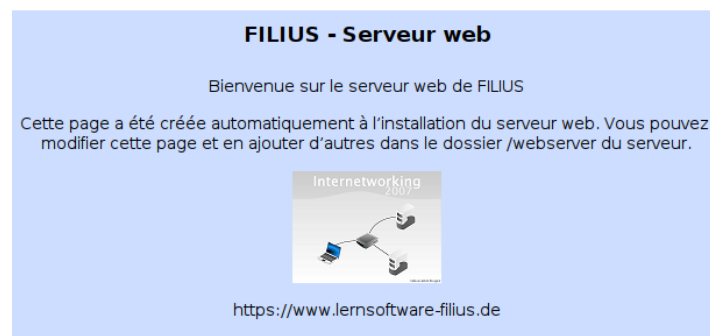 FILIUS - Serveur web
Bienvenue sur le serveur web de FILIUS
Cette page a été créée automatiquement à l'installation du serveur web. Vous pouvez
modifier cette page et en ajouter d'autres dans le dossier /webserver du serveur.
Internetworking
2007
https://www.lernsoftware-filius.de